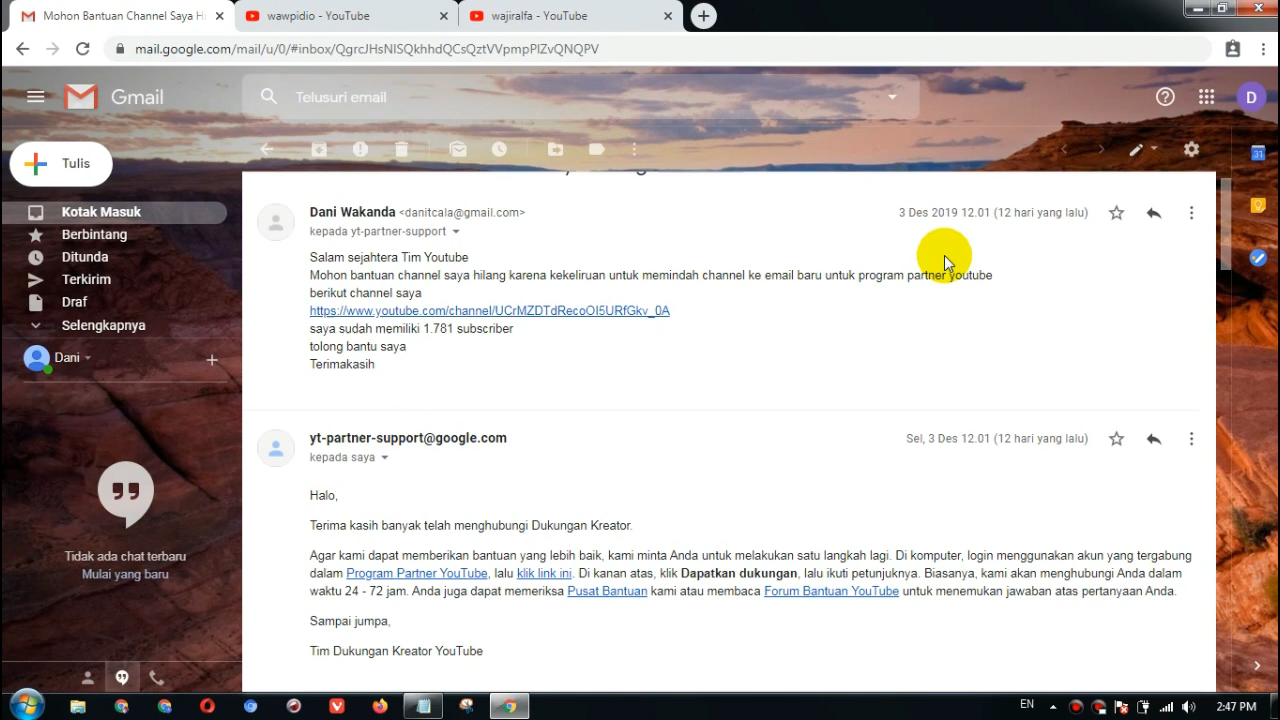 Mohon Bantuan Channel Saya Hi
wawpidio - YouTube
wajiralfa - YouTube
mail.google.com/mail/u/0/#inbox/QgrcJHsNlSQkhhdQCsQztVVpmpPlZvQNQPV
Gmail
Telusuri email
D
Tulis
Kotak Masuk
Berbintang
Ditunda
Terkirim
Draf
Selengkapnya
Dani
Tidak ada chat terbaru
Mulai yang baru
31
Dani Wakanda <danitcala@gmail.com>
3 Des 2019 12.01 (12 hari yang lalu)
kepada yt-partner-support
Salam sejahtera Tim Youtube
Mohon bantuan channel saya hilang karena kekeliruan untuk memindah channel ke email baru untuk program partner youtube
berikut channel saya
https://www.youtube.com/channel/UCrMZDTdRecoOI5URfGkv_0A
saya sudah memiliki 1.781 subscriber
tolong bantu saya
Terimakasih
yt-partner-support@google.com
Sel, 3 Des 12.01 (12 hari yang lalu)
kepada saya
Halo,
Terima kasih banyak telah menghubungi Dukungan Kreator.
Agar kami dapat memberikan bantuan yang lebih baik, kami minta Anda untuk melakukan satu langkah lagi. Di komputer, login menggunakan akun yang tergabung
dalam Program Partner YouTube, lalu klik link ini. Di kanan atas, klik Dapatkan dukungan, lalu ikuti petunjuknya. Biasanya, kami akan menghubungi Anda dalam
waktu 24 - 72 jam. Anda juga dapat memeriksa Pusat Bantuan kami atau membaca Forum Bantuan YouTube untuk menemukan jawaban atas pertanyaan Anda.
Sampai jumpa,
Tim Dukungan Kreator YouTube
EN
2:47 PM